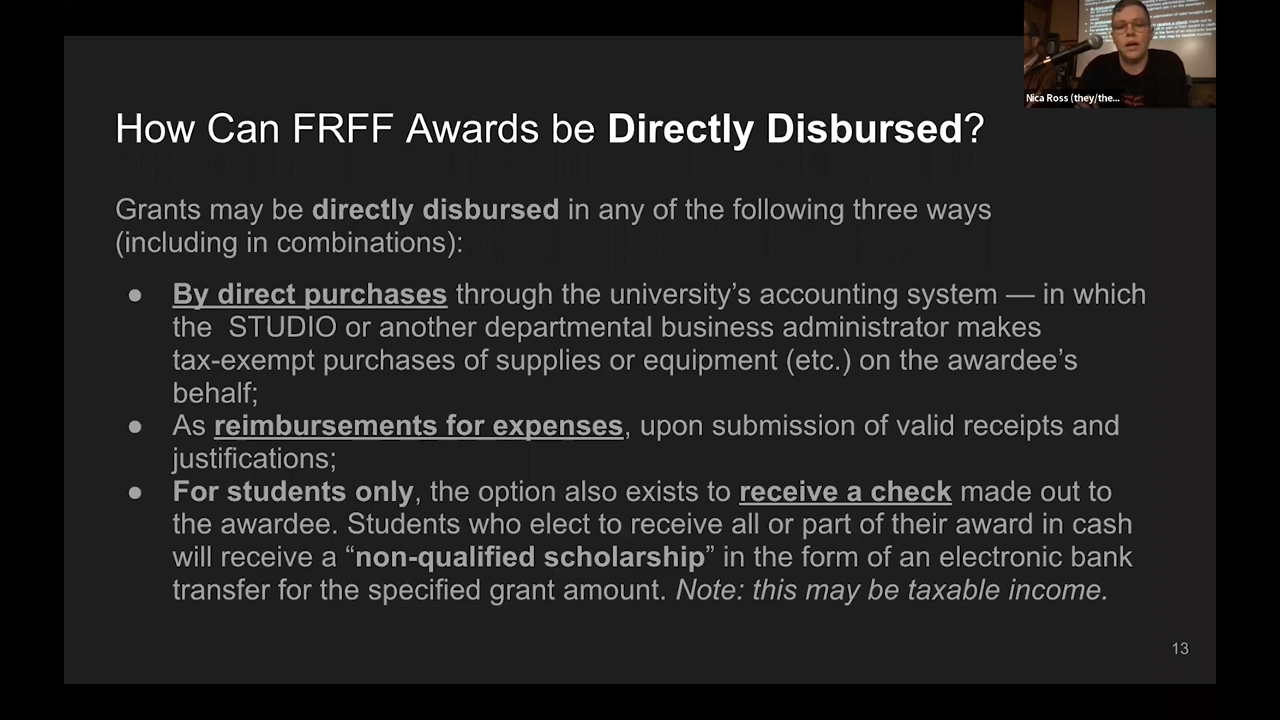 Nica Ross (they/the...
How Can FRFF Awards be Directly Disbursed?
Grants may be directly disbursed in any of the following three ways
(including in combinations):
● By direct purchases through the university’s accounting system — in which
the  STUDIO or another departmental business administrator makes
tax-exempt purchases of supplies or equipment (etc.) on the awardee’s
behalf;
● As reimbursements for expenses, upon submission of valid receipts and
justifications;
● For students only, the option also exists to receive a check made out to
the awardee. Students who elect to receive all or part of their award in cash
will receive a “non-qualified scholarship” in the form of an electronic bank
transfer for the specified grant amount. Note: this may be taxable income.
13